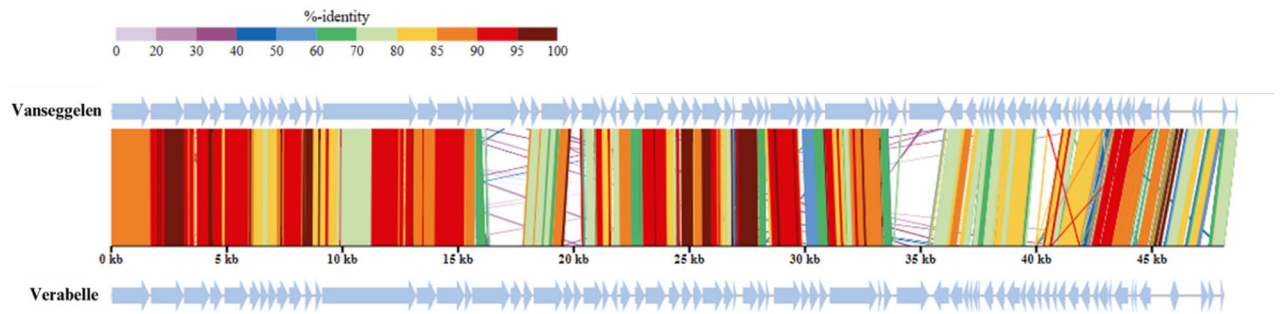 %-identity
0 20 30 40 50 60 70 80 85 90 95 100
Vanseggelen
0 kb 5 kb 10 kb 15 kb 20 kb 25 kb 30 kb 35 kb 40 kb 45 kb
Verabelle